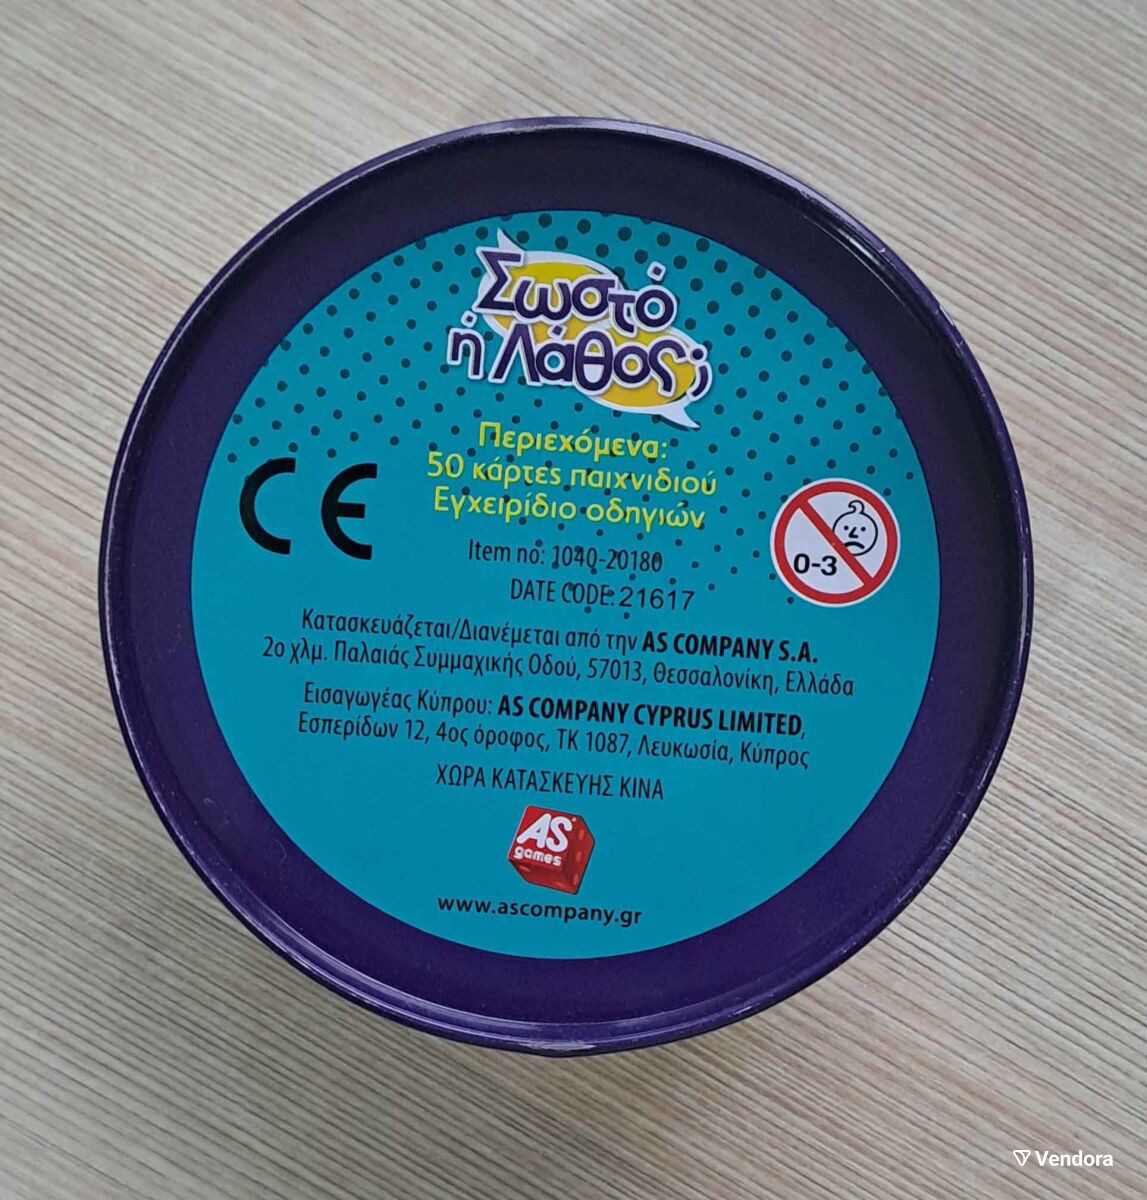 Σωστό
ή Λάθος;
Περιεχόμενα:
50 κάρτες παιχνιδιού
Εγχειρίδιο οδηγιών
CE
0-3
Item no: 1040-20180
DATE CODE: 21617
Κατασκευάζεται/Διανέμεται από την AS COMPANY S.A.
2ο χλμ. Παλαιάς Συμμαχικής Οδού, 57013, Θεσσαλονίκη, Ελλάδα
Εισαγωγέας Κύπρου: AS COMPANY CYPRUS LIMITED,
Εσπερίδων 12, 4ος όροφος, ΤΚ 1087, Λευκωσία, Κύπρος
ΧΩΡΑ ΚΑΤΑΣΚΕΥΗΣ ΚΙΝΑ
AS
games
www.ascompany.gr
Vendora